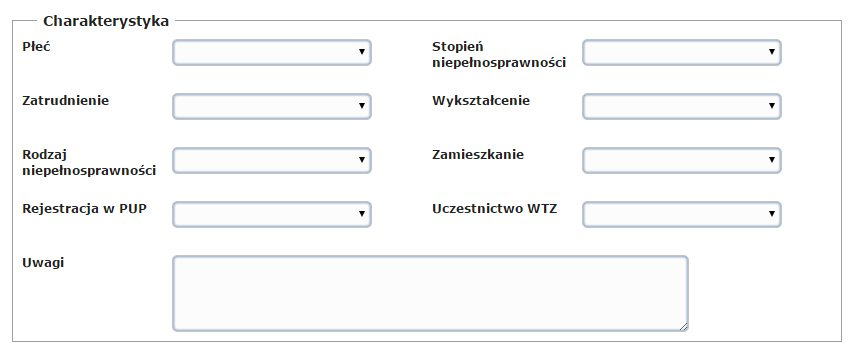 Charakterystyka
Płeć
Stopień
niepełnosprawności
Zatrudnienie
Wykształcenie
Rodzaj
niepełnosprawności
Zamieszkanie
Rejestracja w PUP
Uczestnictwo WTZ
Uwagi